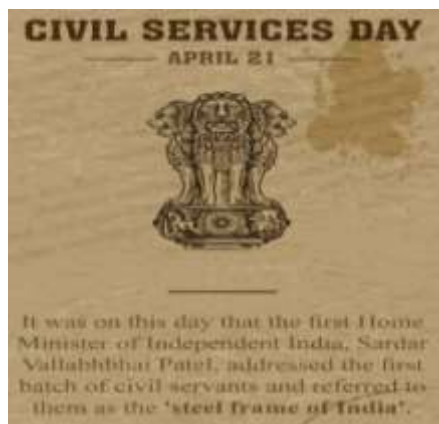 CIVIL SERVICES DAY
APRIL 21
It was on this day that the first Home
Minister of Independent India, Sardar
Vallabhbhai Patel, addressed the first
batch of civil servants and referred to
them as the 'steel frame of India'.